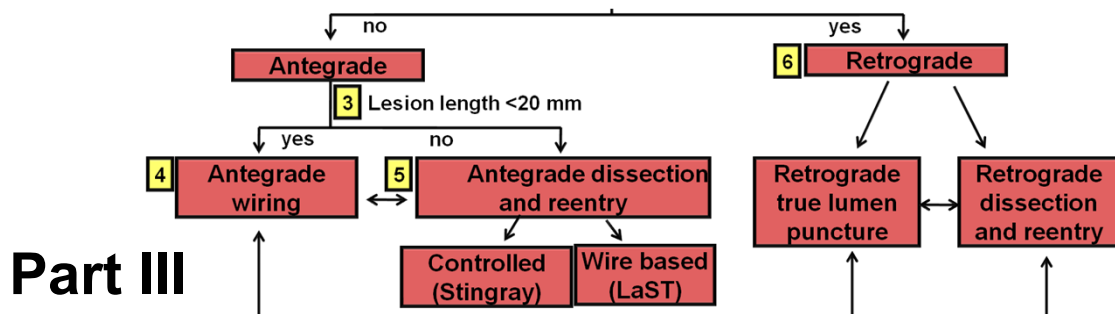 no
yes
Antegrade
6
Retrograde
3
Lesion length <20 mm
yes
no
4
Antegrade
wiring
5
Antegrade dissection
and reentry
Retrograde
true lumen
puncture
Retrograde
dissection
and reentry
Controlled
(Stingray)
Wire based
(LaST)
Part III